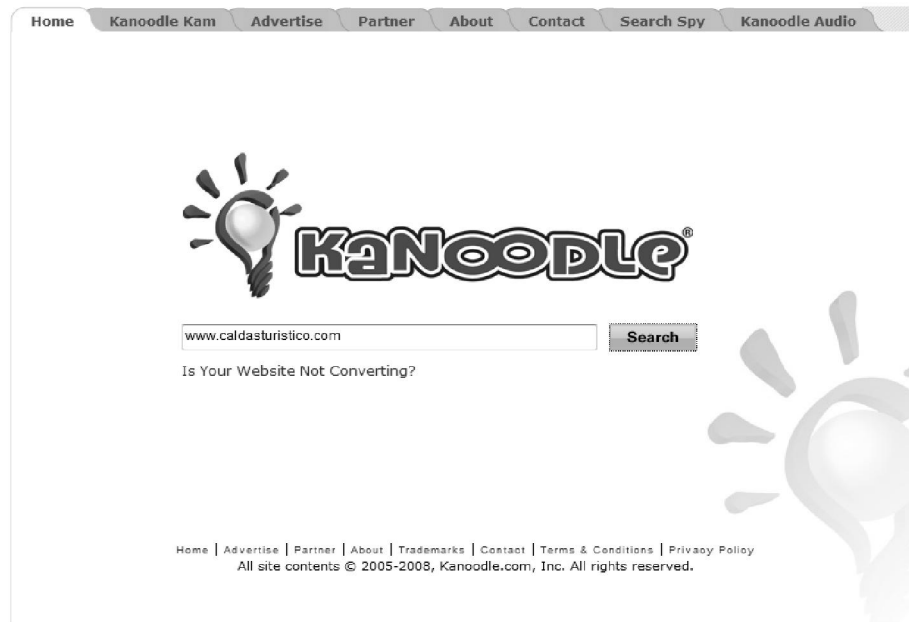 Home Kanoodle Kam Advertise Partner About Contact Search Spy Kanoodle Audio
KaNooDLe®
www.caldasturistico.com Search
Is Your Website Not Converting?
Home | Advertise | Partner | About | Trademarks | Contact | Terms & Conditions | Privacy Policy
All site contents © 2005-2008, Kanoodle.com, Inc. All rights reserved.